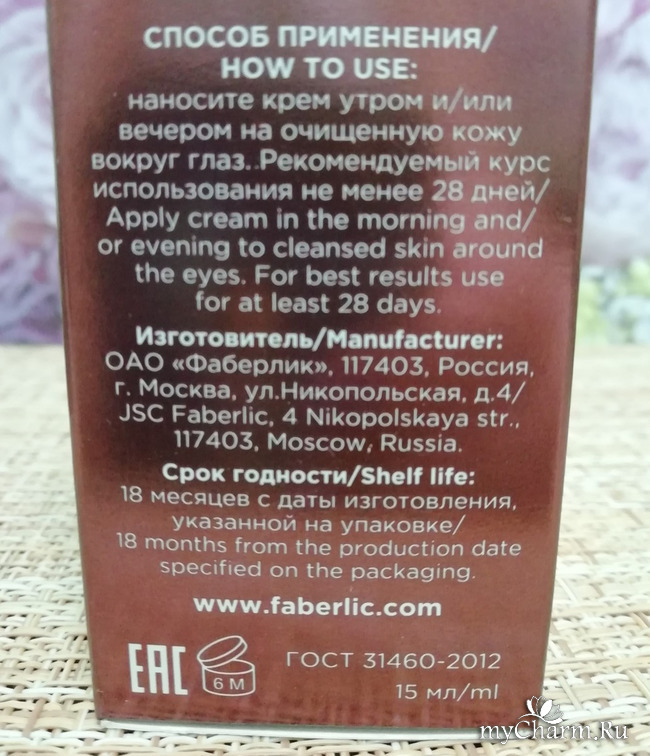 СПОСОБ ПРИМЕНЕНИЯ/
HOW TO USE:
наносите крем утром и/или
вечером на очищенную кожу
вокруг глаз. Рекомендуемый курс
использования не менее 28 дней/
Apply cream in the morning and/
or evening to cleansed skin around
the eyes. For best results use
for at least 28 days.
Изготовитель/Manufacturer:
ОАО «Фаберлик», 117403, Россия,
г. Москва, ул.Никопольская, д.4/
JSC Faberlic, 4 Nikopolskaya str.,
117403, Moscow, Russia.
Срок годности/Shelf life:
18 месяцев с даты изготовления,
указанной на упаковке/
18 months from the production date
specified on the packaging.
www.faberlic.com
EAC 6 M ГОСТ 31460-2012
15 мл/ml
myCharm.Ru